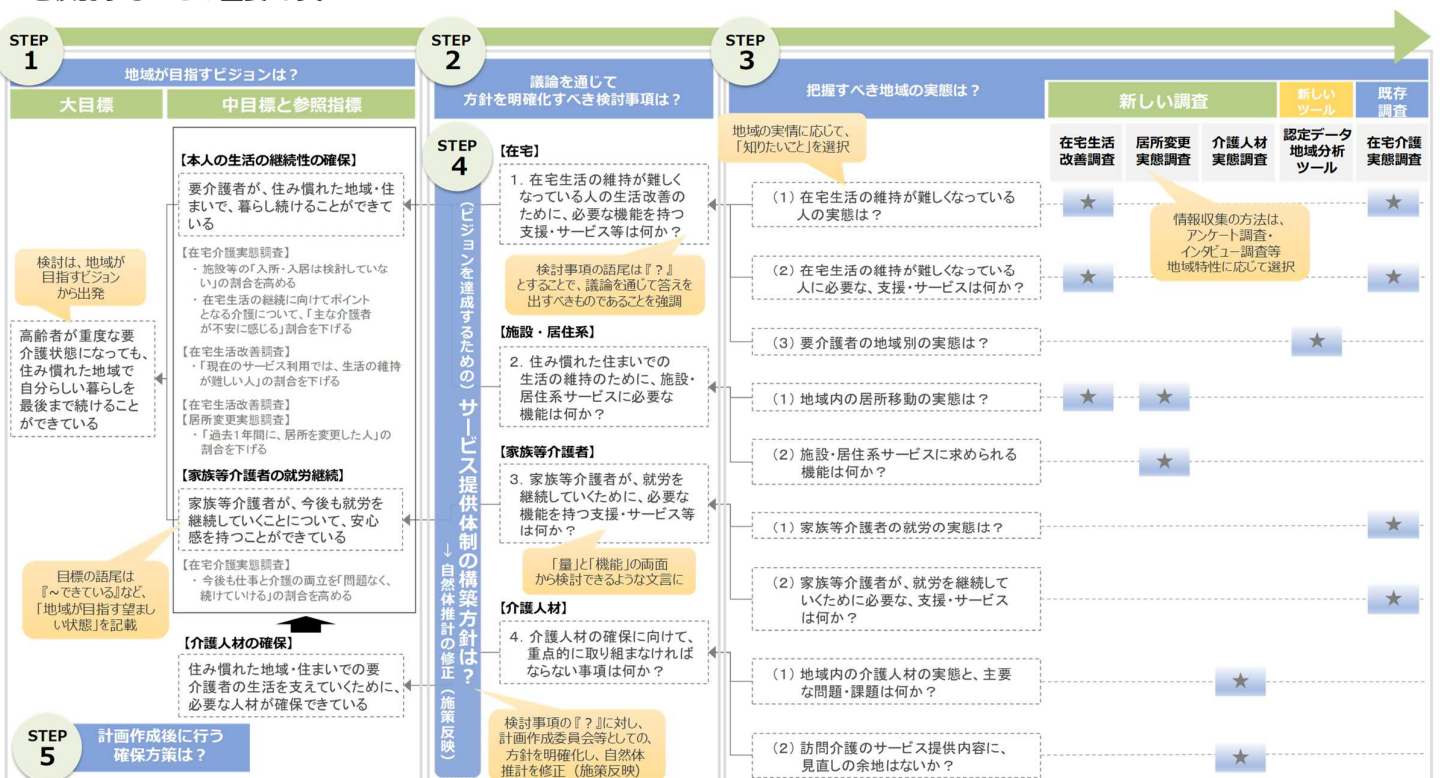 STEP
1
地域が目指すビジョンは？
大目標
中目標と参照指標
検討は、地域が
目指すビジョン
から出発
高齢者が重度な要
介護状態になっても、
住み慣れた地域で
自分らしい暮らしを
最後まで続けること
ができている
【本人の生活の継続性の確保】
要介護者が、住み慣れた地域・住
まいで、暮らし続けることができて
いる
【在宅介護実態調査】
・施設等の「入所・入居は検討していな
い」の割合を高める
・在宅生活の継続に向けてポイント
となる介護について、「主な介護者
が不安に感じる」割合を下げる
【在宅生活改善調査】
・「現在のサービス利用では、生活の維持
が難しい人」の割合を下げる
【在宅生活改善調査】
【居所変更実態調査】
・「過去1年間に、居所を変更した人」の
割合を下げる
【家族等介護者の就労継続】
家族等介護者が、今後も就労を
継続していくことについて、安心
感を持つことができている
目標の語尾は
『～できている』など、
「地域が目指す望まし
い状態」を記載
【在宅介護実態調査】
・今後も仕事と介護の両立を「問題なく、
続けていける」の割合を高める
【介護人材の確保】
住み慣れた地域・住まいでの要
介護者の生活を支えていくために、
必要な人材が確保できている
STEP
5
計画作成後に行う
確保方策は？
STEP
2
議論を通じて
方針を明確化すべき検討事項は？
STEP
4
（ビジョンを達成するための）サービス提供体制の構築方針は？
→自然体推計の修正（施策反映）
【在宅】
1. 在宅生活の維持が難しく
なっている人の生活改善の
ために、必要な機能を持つ
支援・サービス等は何か？
検討事項の語尾は『？』
とすることで、議論を通じて答えを
出すべきものであることを強調
【施設・居住系】
2. 住み慣れた住まいでの
生活の維持のために、施設・
居住系サービスに必要な
機能は何か？
【家族等介護者】
3. 家族等介護者が、就労を
継続していくために、必要な
機能を持つ支援・サービス等
は何か？
「量」と「機能」の両面
から検討できるような文言に
【介護人材】
4. 介護人材の確保に向けて、
重点的に取り組まなければ
ならない事項は何か？
検討事項の『？』に対し、
計画作成委員会等としての、
方針を明確化し、自然体
推計を修正（施策反映）
STEP
3
把握すべき地域の実態は？
新しい調査
新しい
ツール
既存
調査
地域の実情に応じて、
「知りたいこと」を選択
在宅生活
改善調査
居所変更
実態調査
介護人材
実態調査
認定データ
地域分析
ツール
在宅介護
実態調査
（1）在宅生活の維持が難しくなっている
人の実態は？
★ ★
情報収集の方法は、
アンケート調査・
インタビュー調査等
地域特性に応じて選択
（2）在宅生活の維持が難しくなっている
人に必要な、支援・サービスは何か？
★ ★
（3）要介護者の地域別の実態は？
★
（1）地域内の居所移動の実態は？
★ ★
（2）施設・居住系サービスに求められる
機能は何か？
★
（1）家族等介護者の就労の実態は？
★
（2）家族等介護者が、就労を継続して
いくために必要な、支援・サービス
は何か？
★
（1）地域内の介護人材の実態と、主要
な問題・課題は何か？
★
（2）訪問介護のサービス提供内容に、
見直しの余地はないか？
★